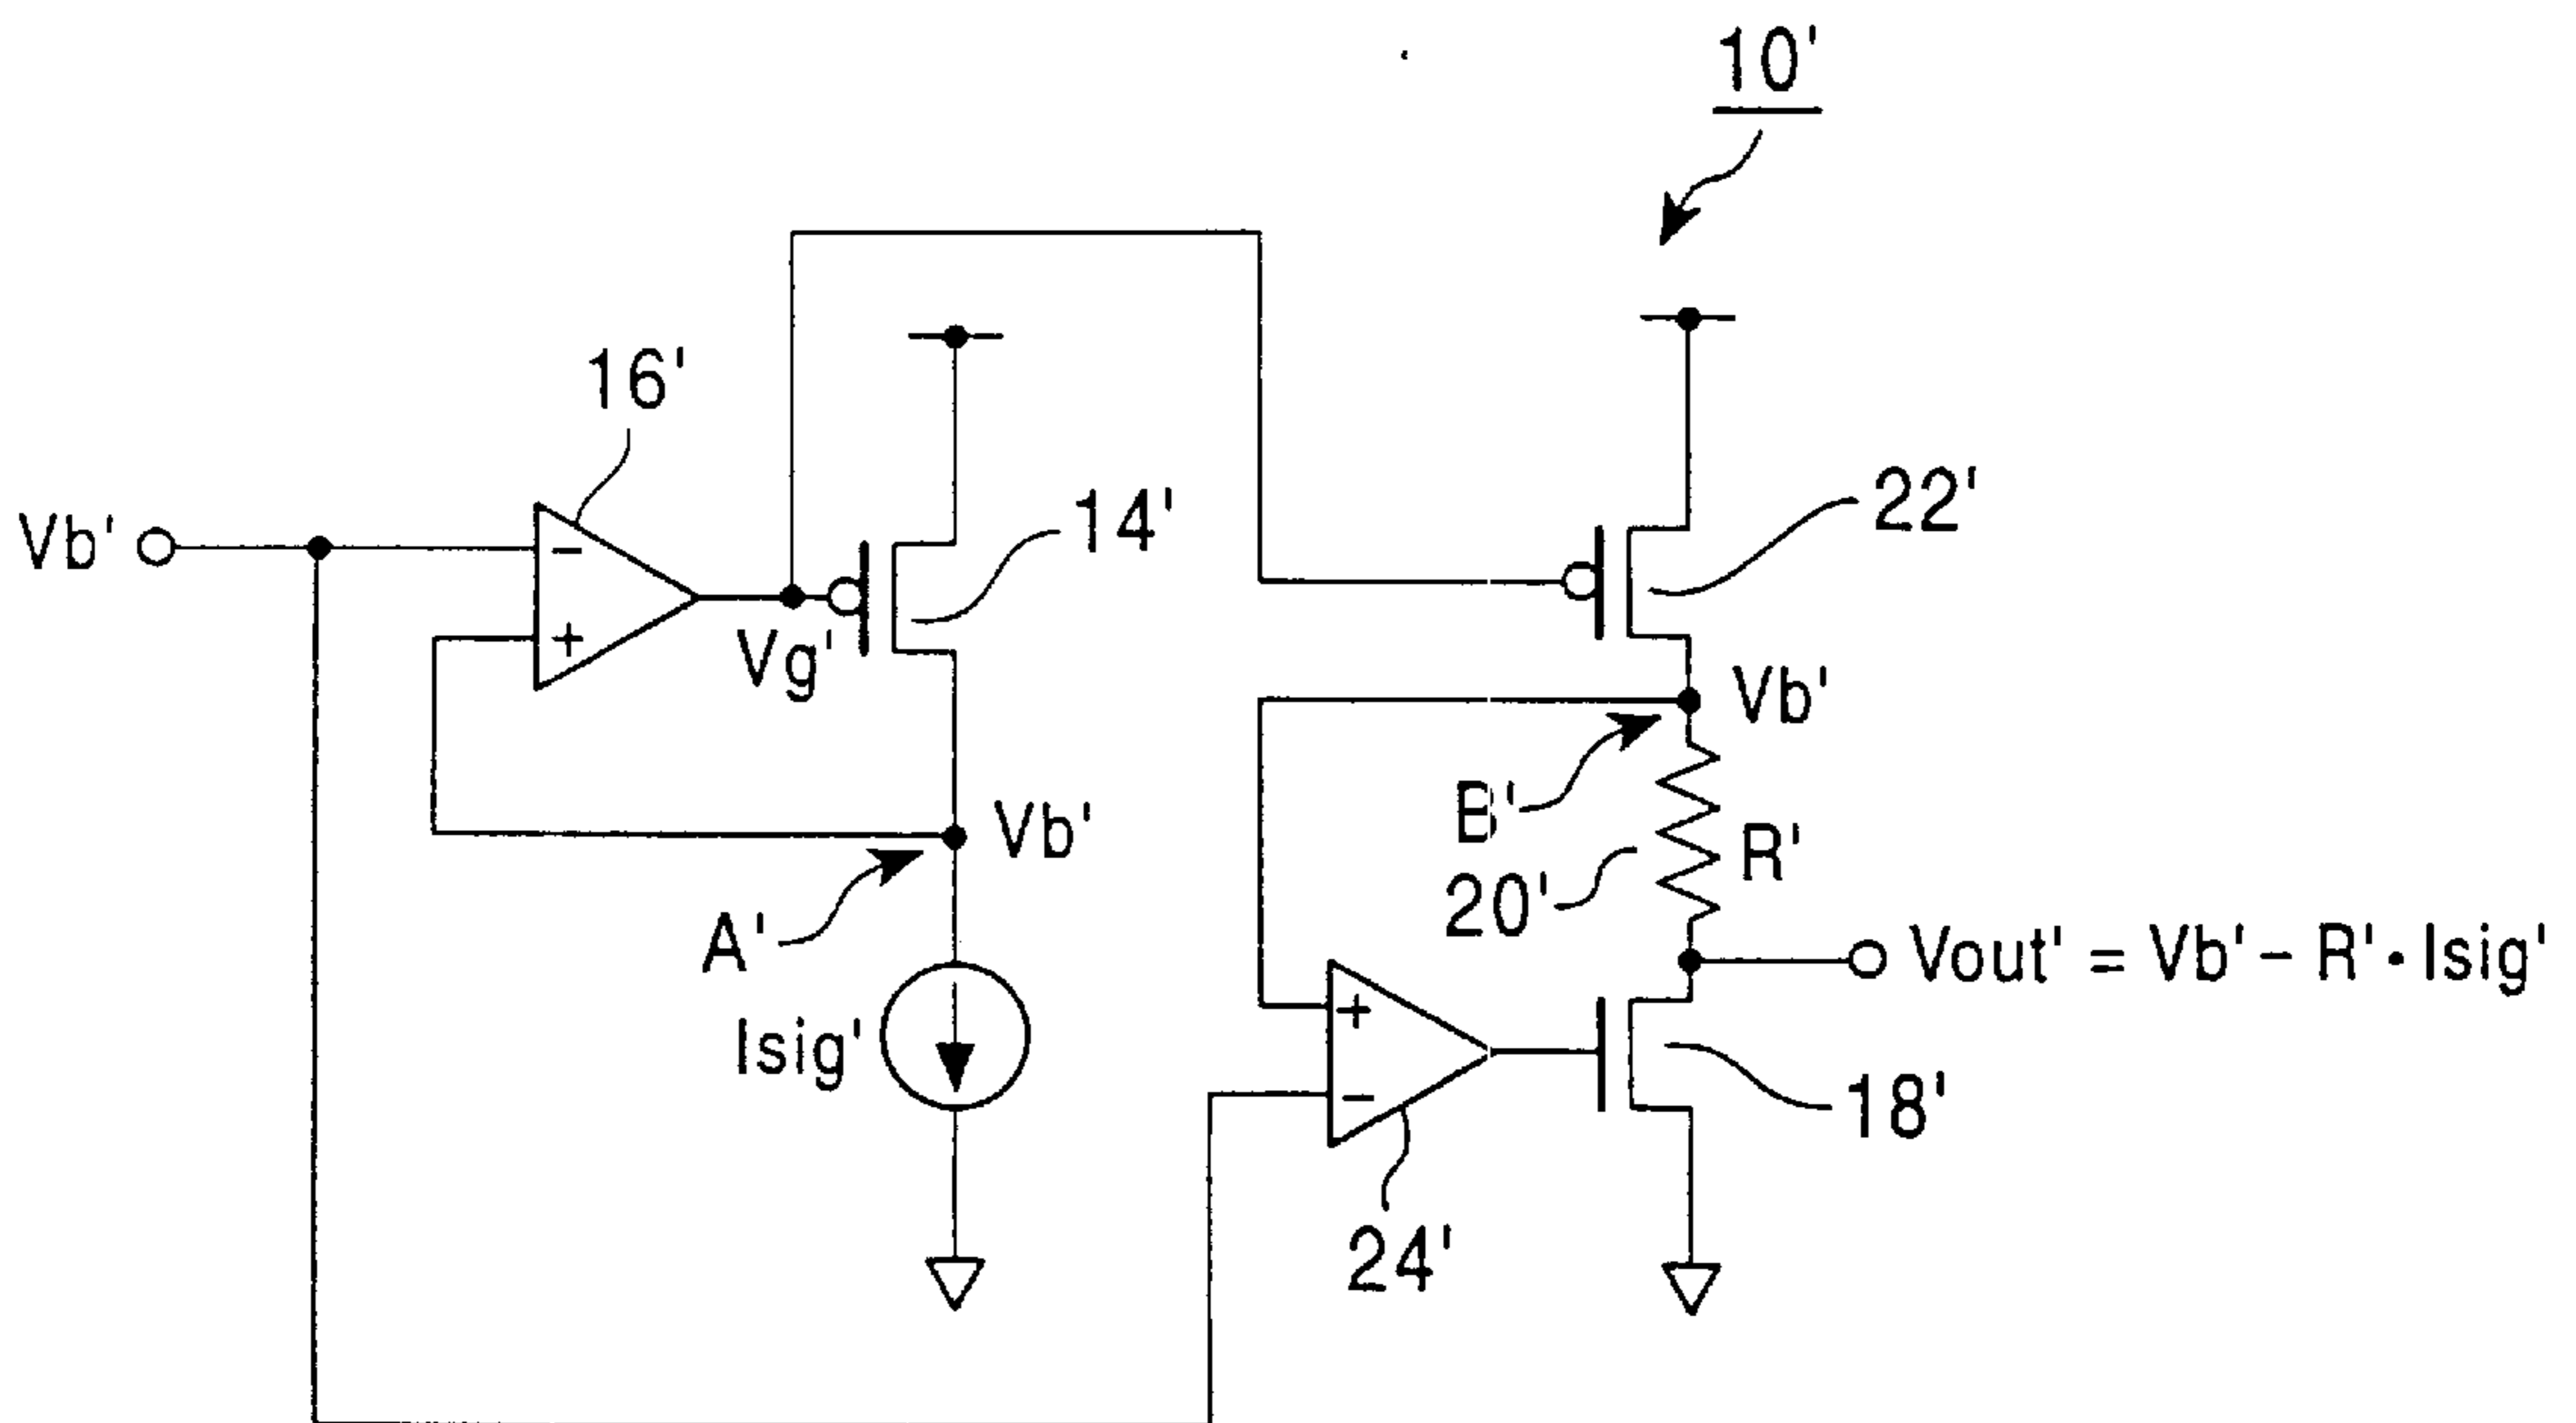 10'
16'
14'
22'
Vb'
−
+
Vg'
Vb'
B'
Vb'
R'
20'
A'
Vout' = Vb' − R' • Isig'
Isig'
+
−
18'
24'